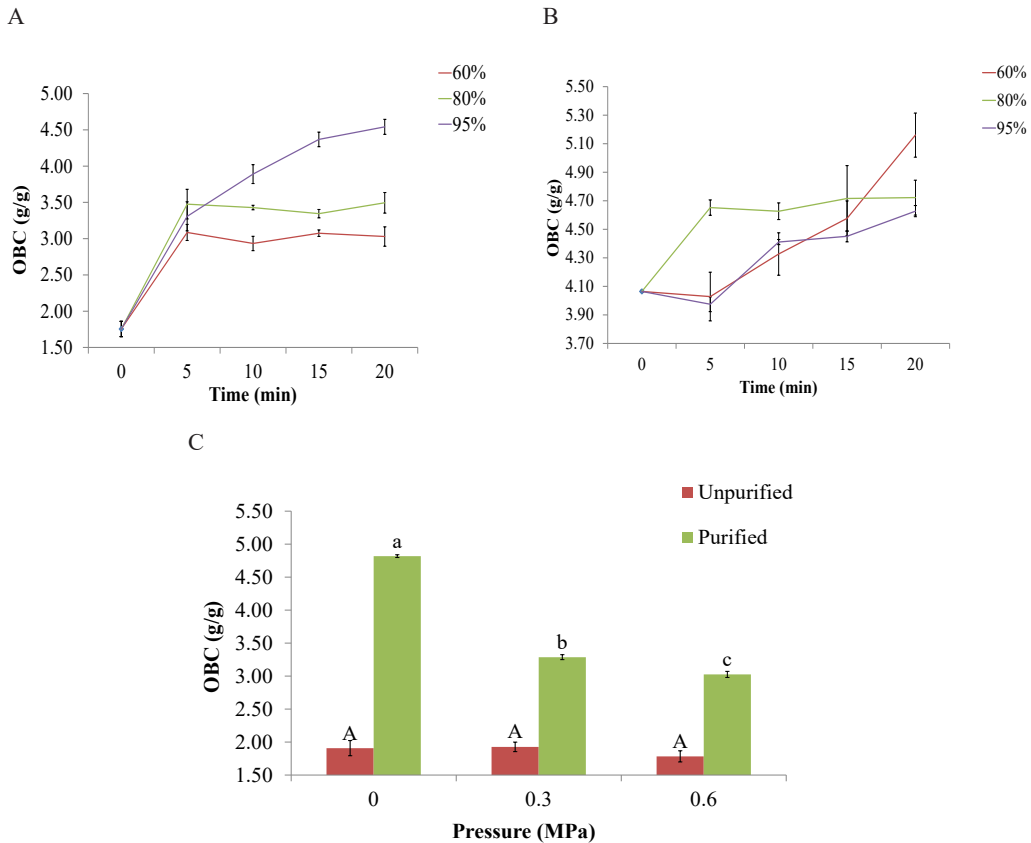 A
60%
80%
95%
5.00
4.50
4.00
3.50
3.00
2.50
2.00
1.50
OBC (g/g)
0 5 10 15 20
Time (min)
B
60%
80%
95%
5.50
5.30
5.10
4.90
4.70
4.50
4.30
4.10
3.90
3.70
OBC (g/g)
0 5 10 15 20
Time (min)
C
Unpurified
Purified
5.50
5.00
4.50
4.00
3.50
3.00
2.50
2.00
1.50
OBC (g/g)
a
b
c
A A A
0 0.3 0.6
Pressure (MPa)